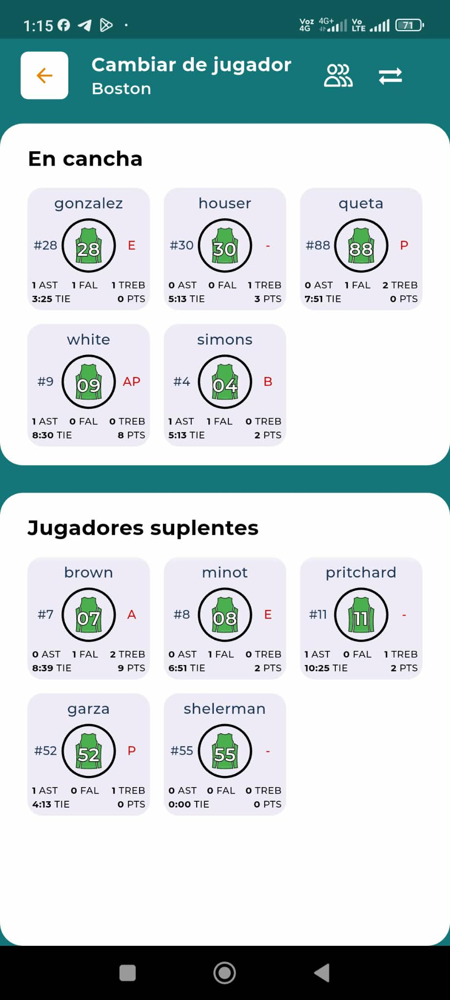 1:15 Voz 4G 4G+ Vo LTE 71
Cambiar de jugador
Boston
En cancha
gonzalez houser queta
#28 28 E #30 30 - #88 88 P
1 AST 1 FAL 1 TREB 0 AST 0 FAL 1 TREB 0 AST 1 FAL 2 TREB
3:25 TIE 0 PTS 5:13 TIE 3 PTS 7:51 TIE 0 PTS
white simons
#9 09 AP #4 04 B
1 AST 0 FAL 0 TREB 1 AST 1 FAL 0 TREB
8:30 TIE 8 PTS 5:13 TIE 2 PTS
Jugadores suplentes
brown minot pritchard
#7 07 A #8 08 E #11 11 -
0 AST 1 FAL 2 TREB 0 AST 1 FAL 0 TREB 1 AST 0 FAL 1 TREB
8:39 TIE 9 PTS 6:51 TIE 2 PTS 10:25 TIE 2 PTS
garza shelerman
#52 52 P #55 55 -
1 AST 0 FAL 1 TREB 0 AST 0 FAL 0 TREB
4:13 TIE 0 PTS 0:00 TIE 0 PTS